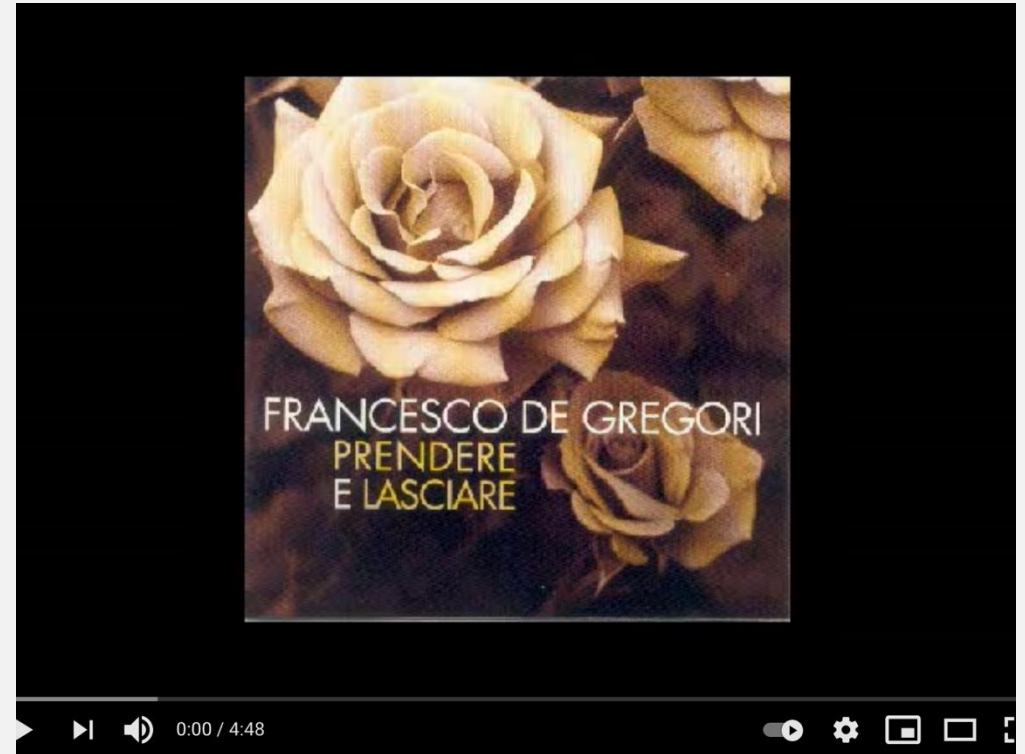 FRANCESCO DE GREGORI
PRENDERE
E LASCIARE
0:00 / 4:48